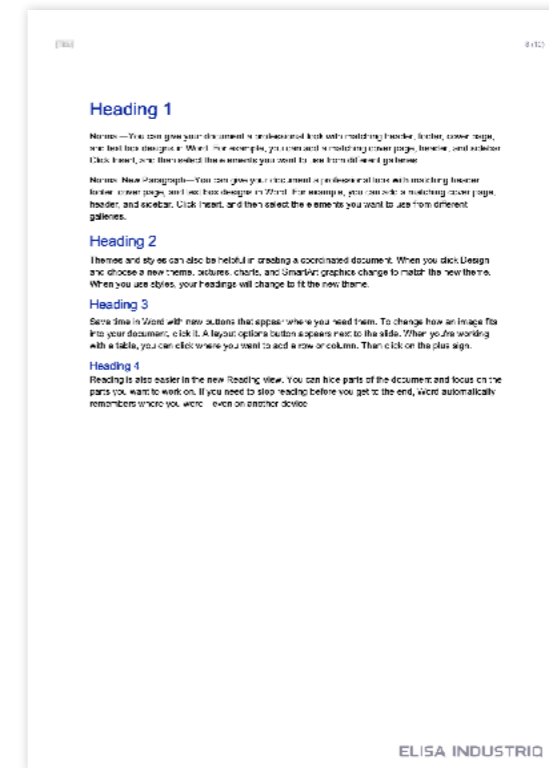 [Title]
Heading 1
Normal —You can give your document a professional look with matching header, footer, cover page,
and text box designs in Word. For example, you can add a matching cover page, header, and sidebar.
Click Insert, and then select the elements you want to use from different galleries.
Normal New Paragraph—You can give your document a professional look with matching header,
footer, cover page, and text box designs in Word. For example, you can add a matching cover page,
header, and sidebar. Click Insert, and then select the elements you want to use from different
galleries.
Heading 2
Themes and styles can also be helpful in creating a coordinated document. When you click Design
and choose a new theme, pictures, charts, and SmartArt graphics change to match the new theme.
When you use styles, your headings will change to fit the new theme.
Heading 3
Save time in Word with new buttons that appear where you need them. To change how an image fits
into your document, click it. A layout options button appears next to the slide. When you're working
with a table, you can click where you want to add a row or column. Then click on the plus sign.
Heading 4
Reading is also easier in the new Reading view. You can hide parts of the document and focus on the
parts you want to work on. If you need to stop reading before you get to the end, Word automatically
remembers where you were - even on another device
ELISA INDUSTRIQ